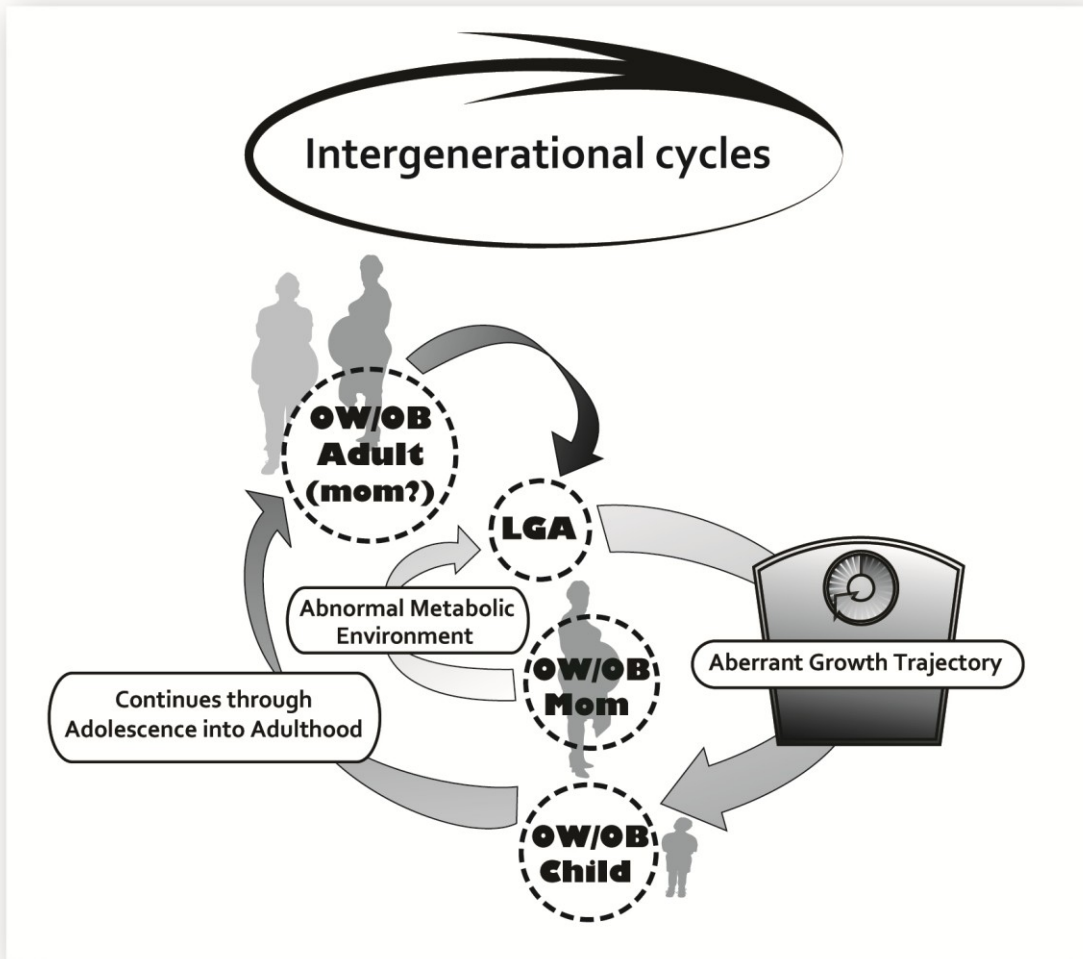 Intergenerational cycles
OW/OB
Adult
(mom?)
LGA
Abnormal Metabolic
Environment
OW/OB
Mom
Aberrant Growth Trajectory
Continues through
Adolescence into Adulthood
OW/OB
Child